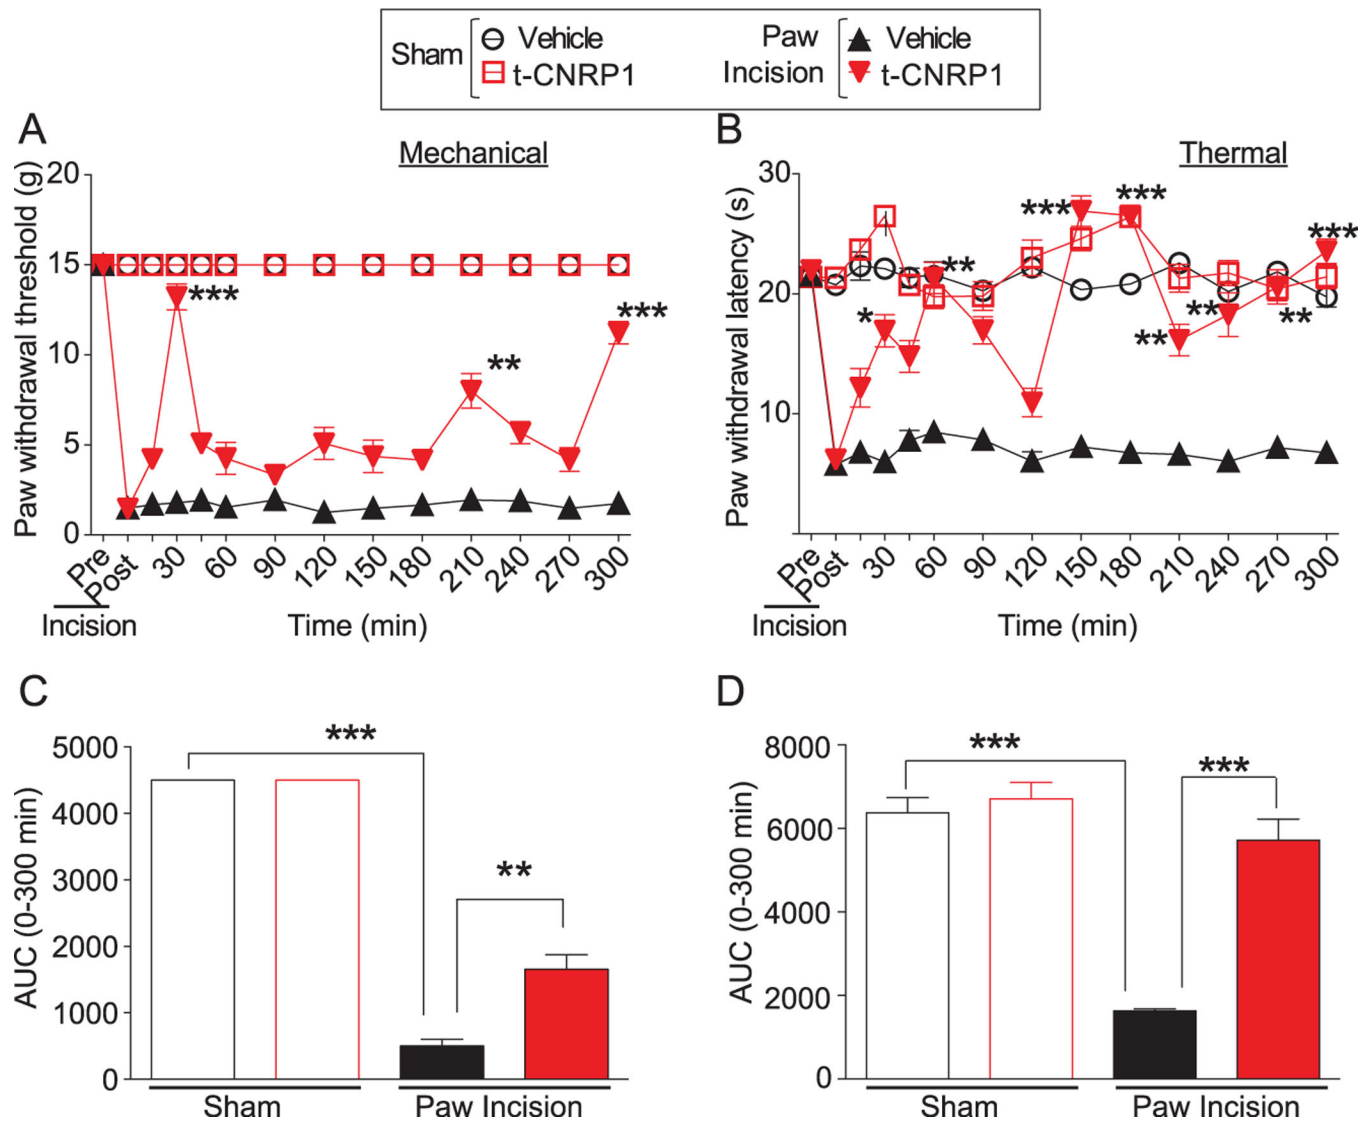 Sham
Vehicle
t-CNRP1
Paw
Incision
Vehicle
t-CNRP1
A
Mechanical
Paw withdrawal threshold (g)
20
15
10
5
0
***
**
***
Pre
Post
30
60
90
120
150
180
210
240
270
300
Incision
Time (min)
B
Thermal
Paw withdrawal latency (s)
30
20
10
*
**
***
***
**
**
**
***
Pre
Post
30
60
90
120
150
180
210
240
270
300
Incision
Time (min)
C
AUC (0-300 min)
5000
4000
3000
2000
1000
0
***
**
Sham
Paw Incision
D
AUC (0-300 min)
8000
6000
4000
2000
0
***
***
Sham
Paw Incision